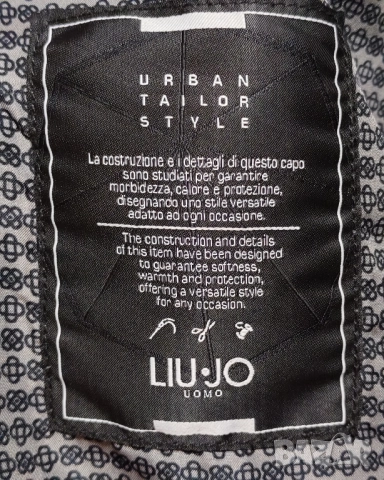 URBAN
TAILOR
STYLE
La costruzione e i dettagli di questo capo
sono studiati per garantire
morbidezza, calore e protezione,
disegnando uno stile versatile
adatto ad ogni occasione.
The construction and details
of this item have been designed
to guarantee softness,
warmth and protection,
offering a versatile style
for any occasion.
LIU•JO
UOMO